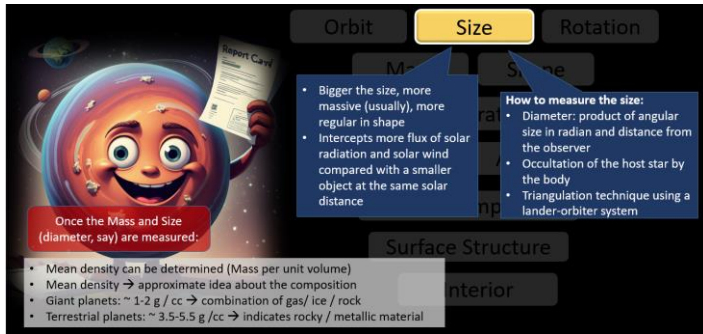 Orbit
Size
Rotation
Report
• Bigger the size, more
massive (usually), more
regular in shape
• Intercepts more flux of solar
radiation and solar wind
compared with a smaller
object at the same solar
distance
How to measure the size:
• Diameter: product of angular
size in radian and distance from
the observer
• Occultation of the host star by
the body
• Triangulation technique using a
lander-orbiter system
Once the Mass and Size
(diameter, say) are measured:
Surface Structure
• Mean density can be determined (Mass per unit volume)
• Mean density → approximate idea about the composition
• Giant planets: ~ 1-2 g / cc → combination of gas/ ice / rock
• Terrestrial planets: ~ 3.5-5.5 g /cc → indicates rocky / metallic material
Interior